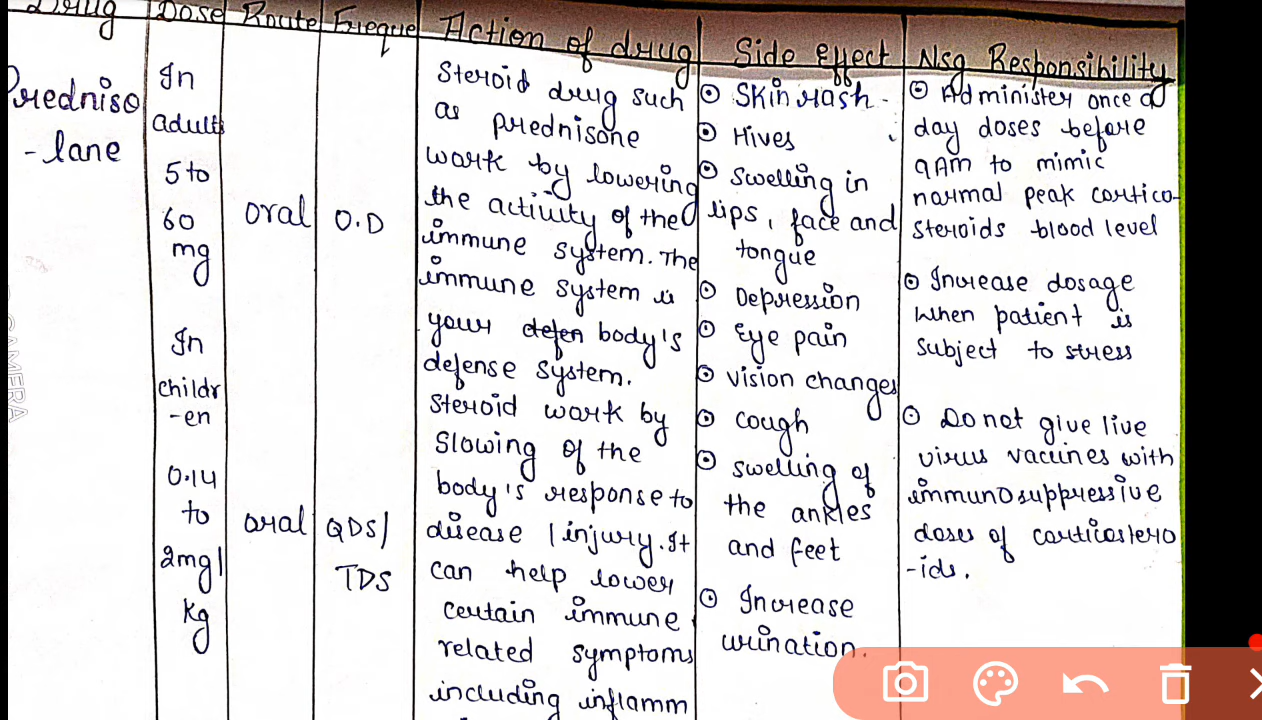 Drug
Dose
Route
Freque
Action of drug
Side Effect
Nsg Responsibility
Predniso
-lane
In
adults
5 to
60
mg
oral
O.D
In
childr
-en
0.14
to
2mg/
kg
oral
QDS/
TDS
Steroid drug such
as prednisone
work by lowering
the activity of the
immune system. The
immune system is
your defen body's
defense system.
Steroid work by
slowing of the
body's response to
disease / injury. It
can help lower
certain immune
related symptoms
including inflamm
⊙ Skin rash.
⊙ Hives
⊙ Swelling in
lips, face and
tongue
⊙ Depression
⊙ Eye pain
⊙ vision changes
⊙ cough
⊙ swelling of
the ankles
and feet
⊙ Increase
urination.
⊙ Administer once a
day doses before
9AM to mimic
normal peak cortico-
steroids blood level
⊙ Increase dosage
when patient is
subject to stress
⊙ Do not give live
virus vaccines with
immunosuppressive
doses of corticostero
-ids.
CAMERA